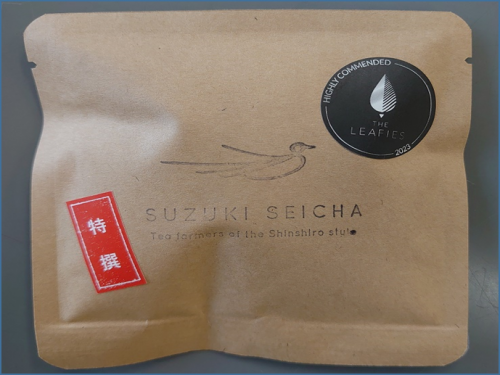 HIGHLY COMMENDED
THE
LEAFIES
2023
SUZUKI SEICHA
Tea farmers of the Shinshiro style
特撰